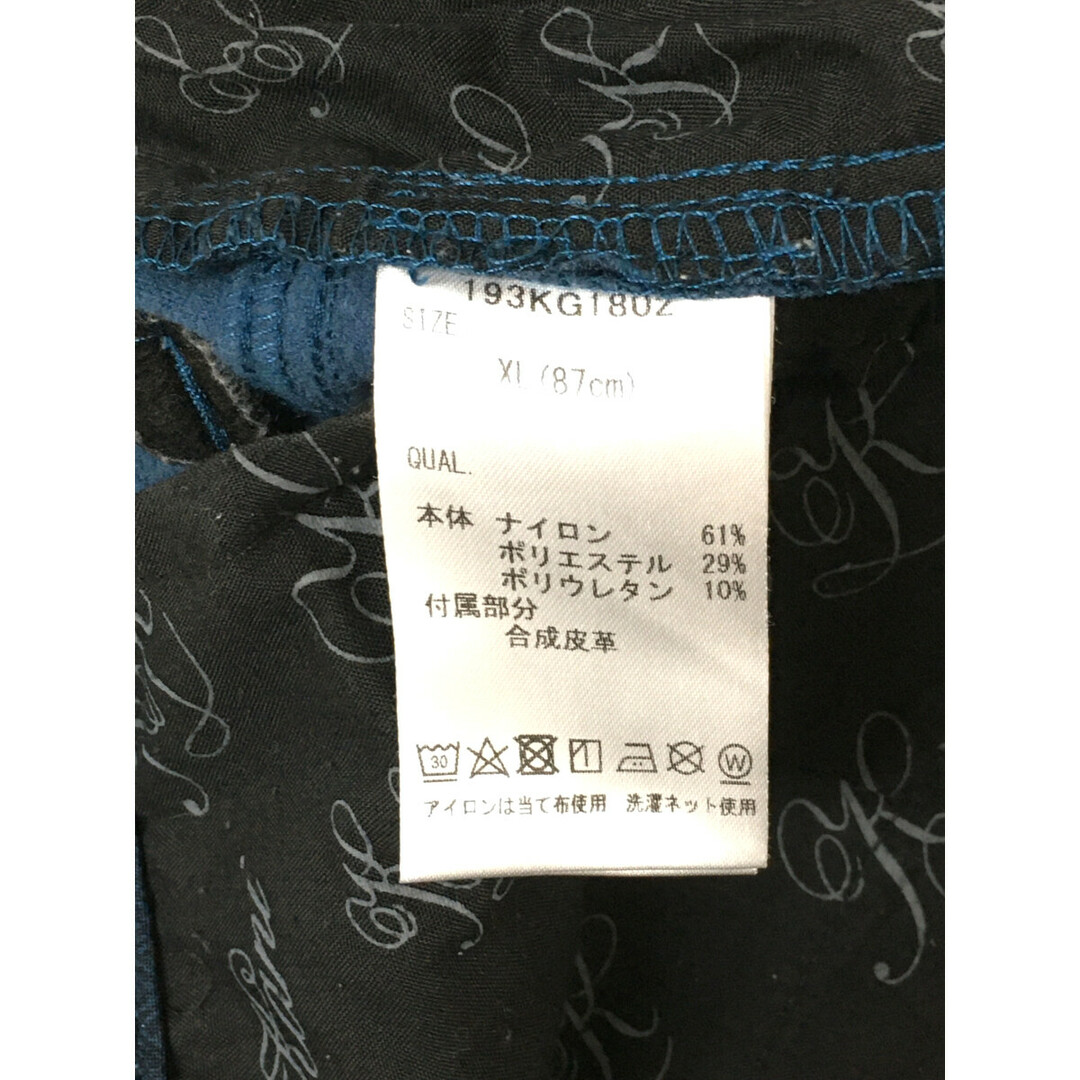 193KG1802
SIZE
XL(87cm)
QUAL.
本体 ナイロン 61%
ポリエステル 29%
ポリウレタン 10%
付属部分
合成皮革
30 W
アイロンは当て布使用 洗濯ネット使用